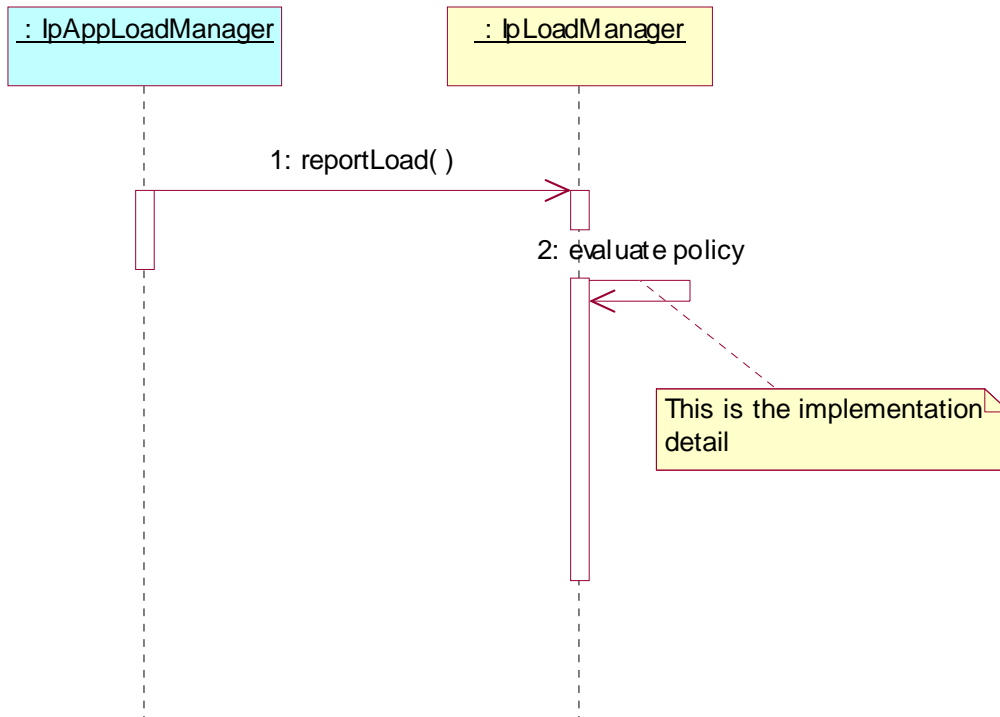 : IpAppLoadManager
: IpLoadManager
1: reportLoad( )
2: evaluate policy
This is the implementation
detail